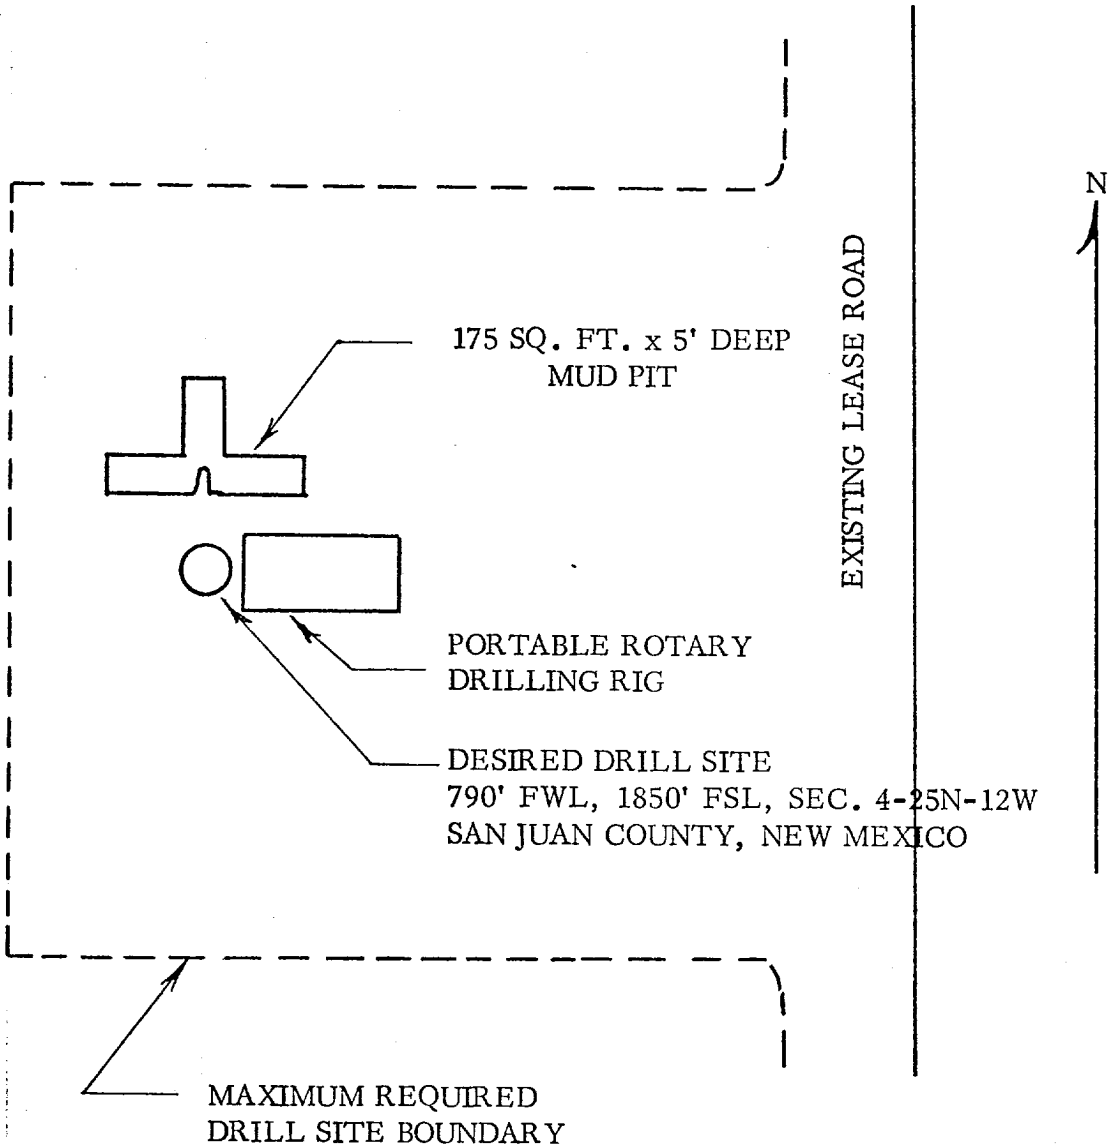 N
EXISTING LEASE ROAD
175 SQ. FT. x 5' DEEP
MUD PIT
PORTABLE ROTARY
DRILLING RIG
DESIRED DRILL SITE
790' FWL, 1850' FSL, SEC. 4-25N-12W
SAN JUAN COUNTY, NEW MEXICO
MAXIMUM REQUIRED
DRILL SITE BOUNDARY